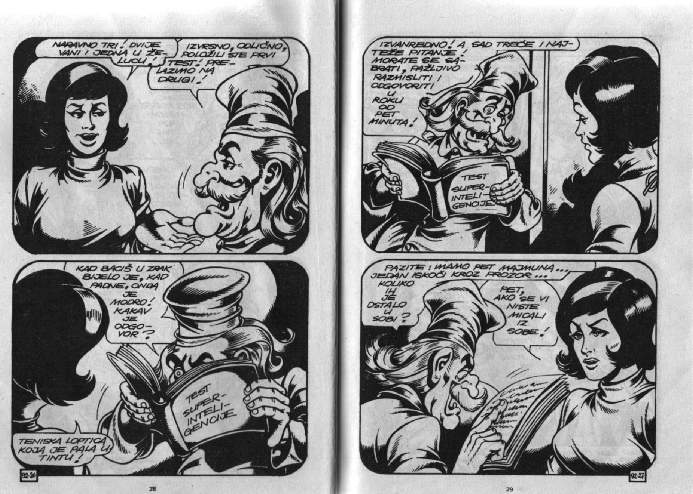 NARAVNO TRI! DVIJE
VANI I JEDNA U ŽE-
LUCU!
IZVRSNO, ODLIČNO,
POLOŽILI STE PRVI
TEST! PRE-
LAZIMO NA
DRUGI!
KAD BACIŠ U ZRAK
BIJELO JE, KAD
PADNE, ONDA
JE
MODRO!
KAKAV
JE
ODGO-
VOR?
TEST
SUPER-
INTELI-
GENCIJE
TENISKA LOPTICA
KOJA JE PALA U
TINTU!
28
IZVANREDNO! A SAD TREĆE I NAJ-
TEŽE PITANJE!
MORATE SE SA-
BRATI, PAŽLJIVO
RAZMISLITI I
ODGOVORITI
U
ROKU
OD
PET
MINUTA!
TEST
SUPER-
INTELI-
GENCIJE
PAZITE: IMAMO PET MAJMUNA...
JEDAN ISKOČI KROZ PROZOR...
KOLIKO
IH
JE
OSTALO
U
SOBI?
PET,
AKO SE VI
NISTE
MICALI
IZ
SOBE!
29